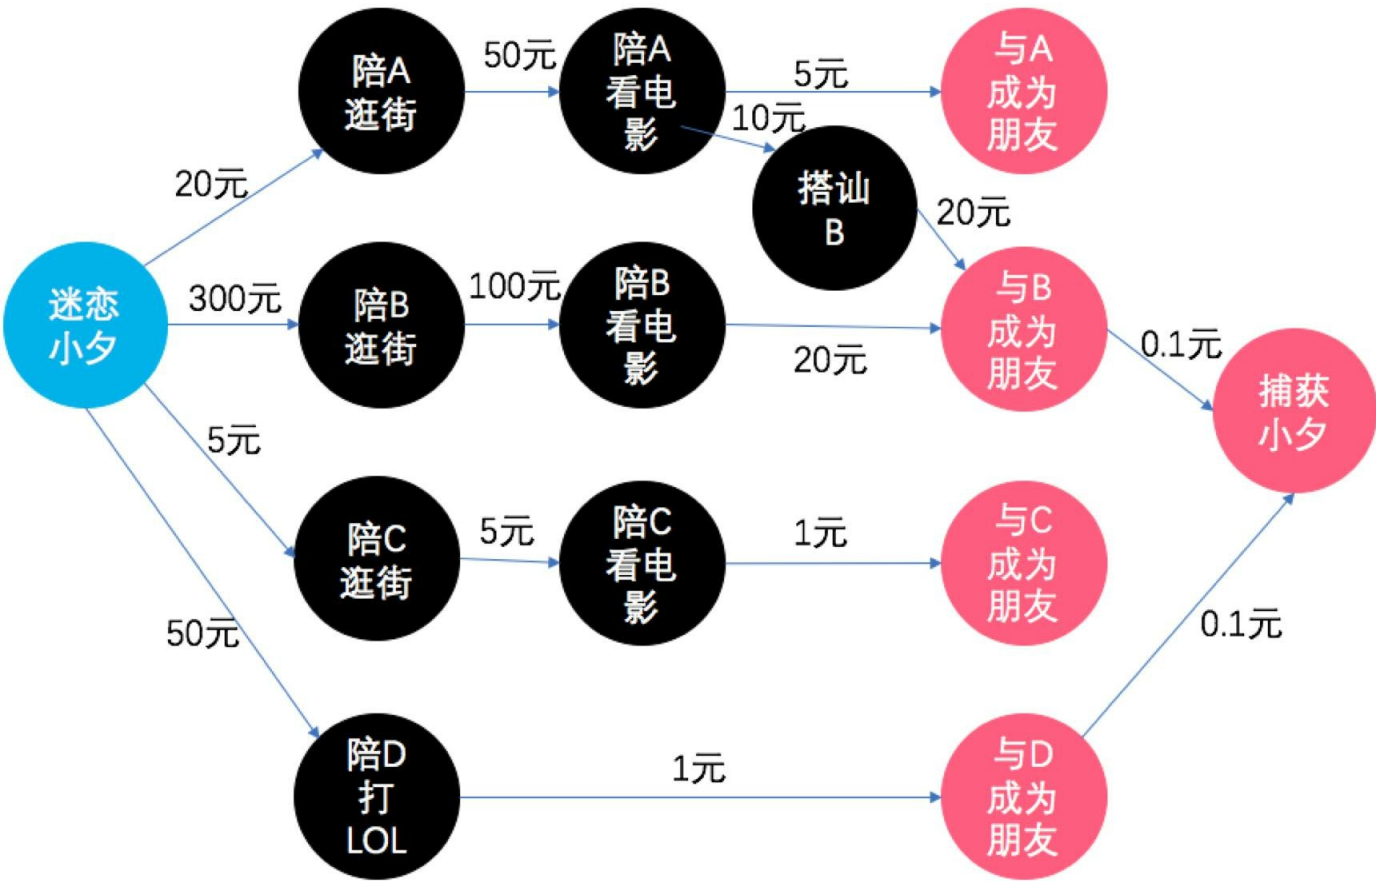 陪A
逛街
50元
陪A
看电
影
5元
与A
成为
朋友
10元
搭讪
B
20元
20元
迷恋
小夕
300元
陪B
逛街
100元
陪B
看电
影
20元
与B
成为
朋友
0.1元
捕获
小夕
5元
陪C
逛街
5元
陪C
看电
影
1元
与C
成为
朋友
50元
0.1元
陪D
打
LOL
1元
与D
成为
朋友